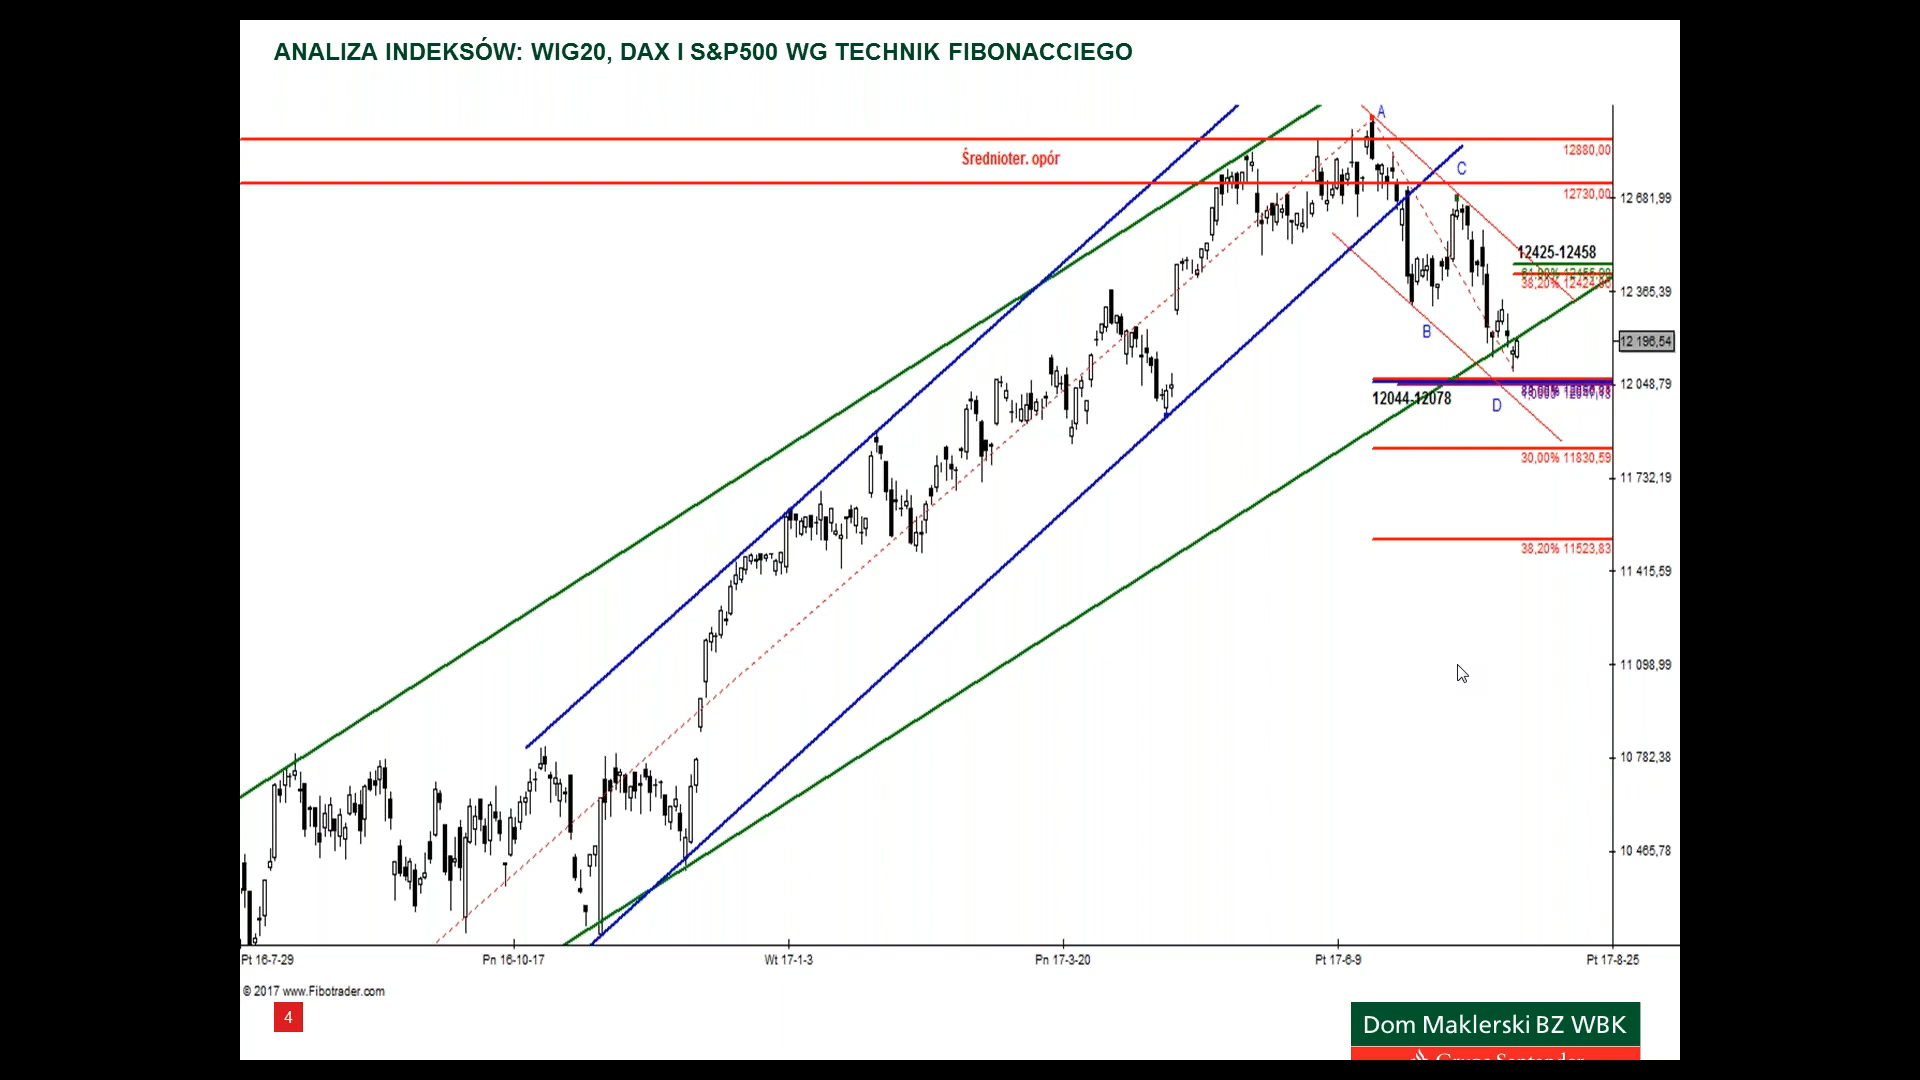 ANALIZA INDEKSÓW: WIG20, DAX I S&P500 WG TECHNIK FIBONACCIEGO
A
12880,00
Średnioter. opór
C
12730,00
12 681,99
12425-12458
38,20%
12 365,39
B
12 196,54
12 048,79
12044-12078
D
30,00% 11830,59
11 732,19
38,20% 11523,83
11 415,59
11 098,99
10 782,38
10 465,78
Pt 16-7-29 Pn 16-10-17 Wt 17-1-3 Pn 17-3-20 Pt 17-6-9 Pt 17-8-25
© 2017 www.Fibotrader.com
4
Dom Maklerski BZ WBK